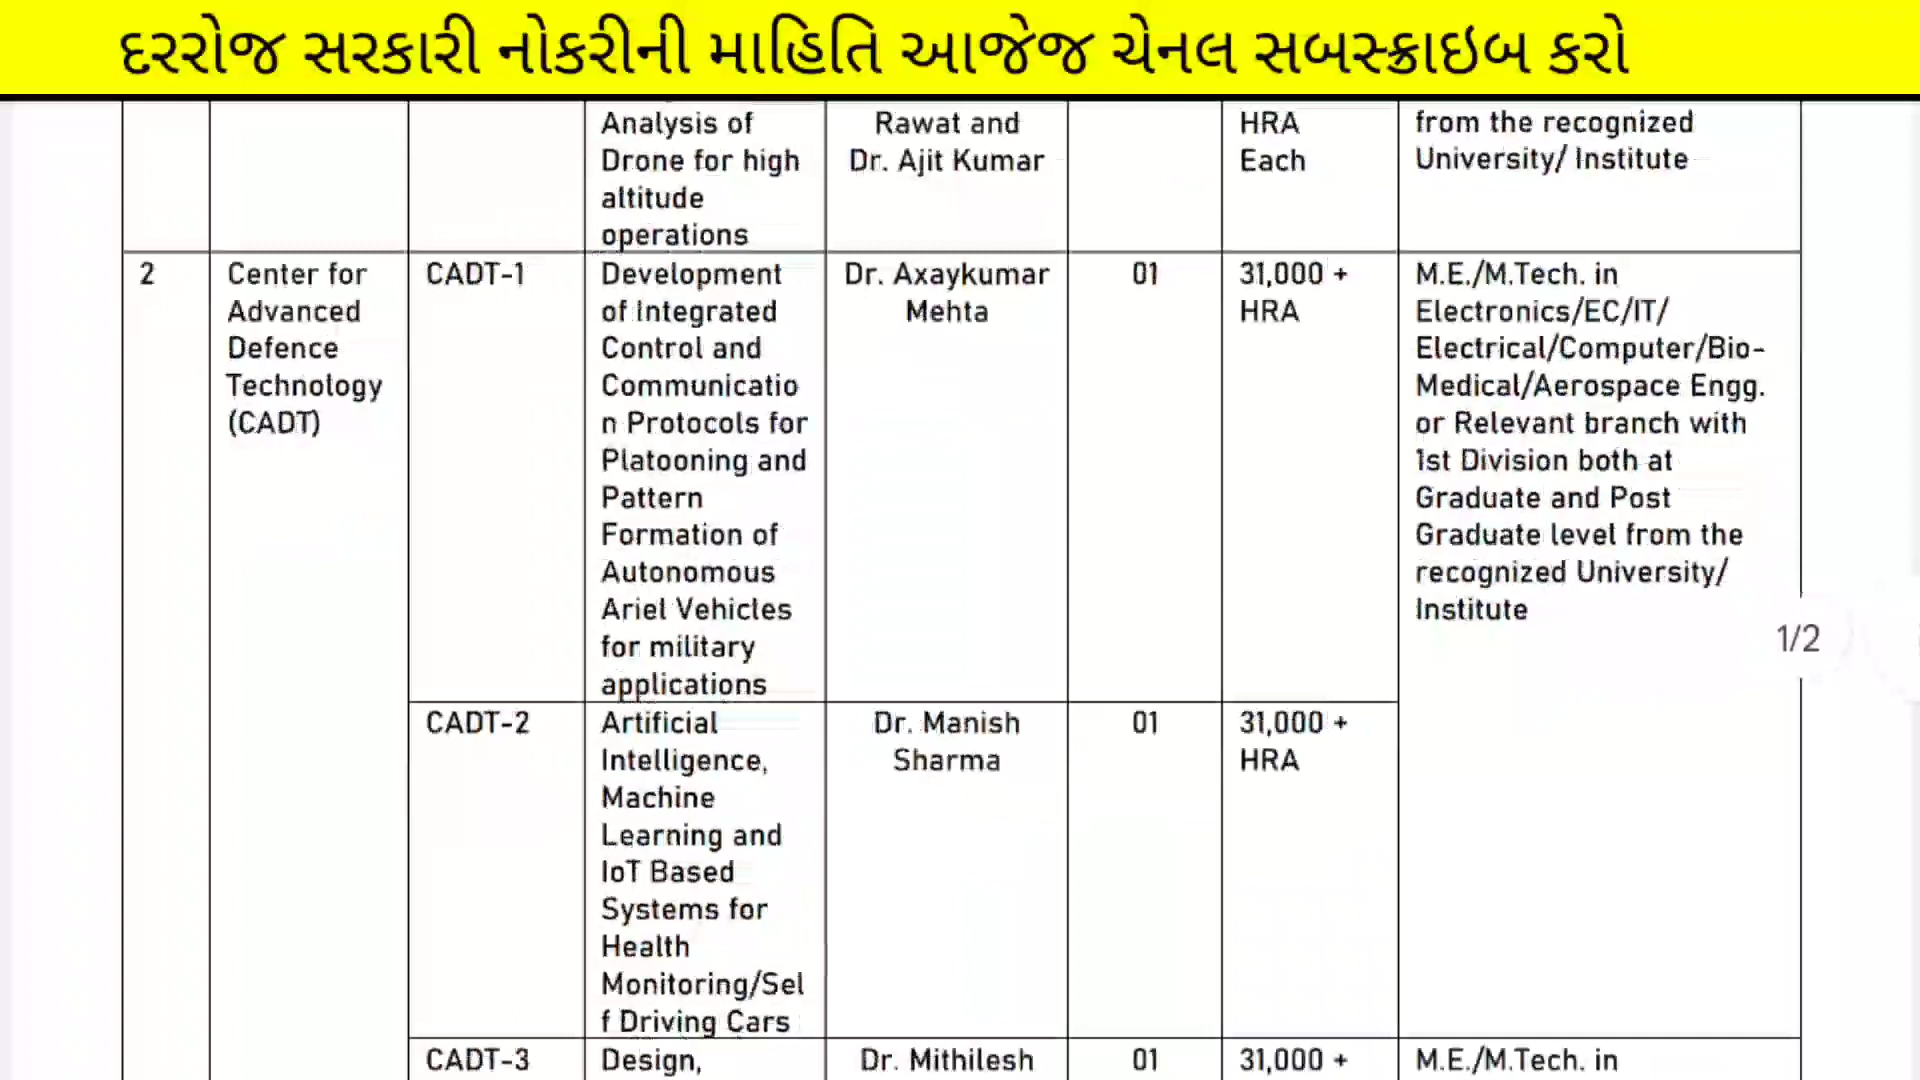 દરરોજ સરકારી નોકરીની માહિતિ આજેજ ચેનલ સબસ્ક્રાઇબ કરો
Analysis of
Drone for high
altitude
operations
Rawat and
Dr. Ajit Kumar
HRA
Each
from the recognized
University/ Institute
2
Center for
Advanced
Defence
Technology
(CADT)
CADT-1
Development
of Integrated
Control and
Communicatio
n Protocols for
Platooning and
Pattern
Formation of
Autonomous
Ariel Vehicles
for military
applications
Dr. Axaykumar
Mehta
01
31,000 +
HRA
M.E./M.Tech. in
Electronics/EC/IT/
Electrical/Computer/Bio-
Medical/Aerospace Engg.
or Relevant branch with
1st Division both at
Graduate and Post
Graduate level from the
recognized University/
Institute
1/2
CADT-2
Artificial
Intelligence,
Machine
Learning and
IoT Based
Systems for
Health
Monitoring/Sel
f Driving Cars
Dr. Manish
Sharma
01
31,000 +
HRA
CADT-3
Design,
Dr. Mithilesh
01
31,000 +
M.E./M.Tech. in